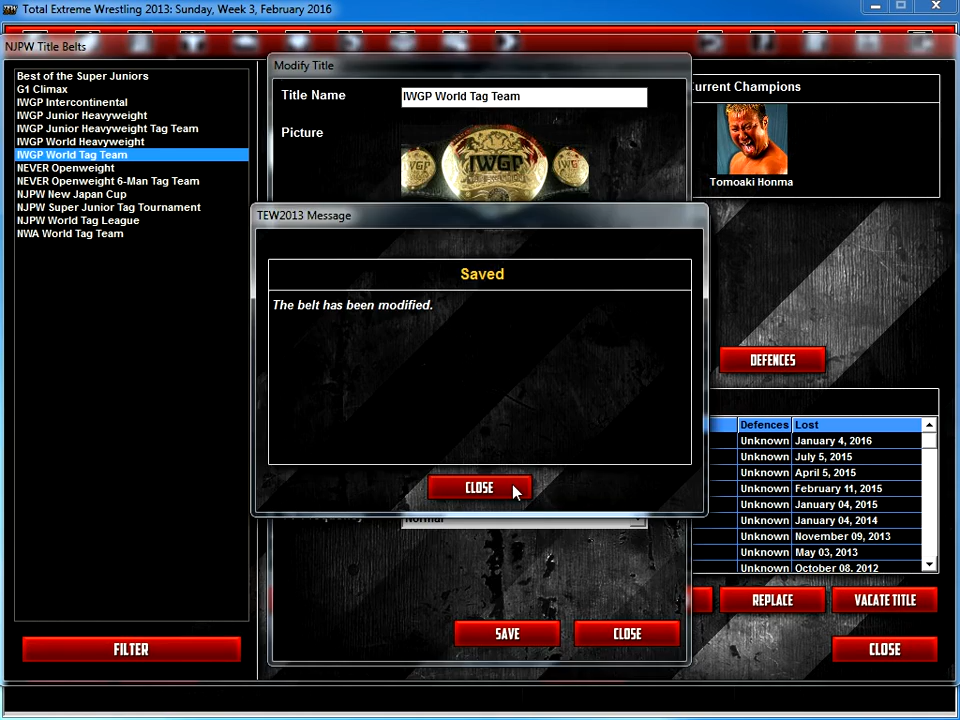 Total Extreme Wrestling 2013: Sunday, Week 3, February 2016
NJPW Title Belts
Best of the Super Juniors
G1 Climax
IWGP Intercontinental
IWGP Junior Heavyweight
IWGP Junior Heavyweight Tag Team
IWGP World Heavyweight
IWGP World Tag Team
NEVER Openweight
NEVER Openweight 6-Man Tag Team
NJPW New Japan Cup
NJPW Super Junior Tag Tournament
NJPW World Tag League
NWA World Tag Team
FILTER
Modify Title
Title Name
IWGP World Tag Team
Picture
IWGP
TEW2013 Message
Saved
The belt has been modified.
CLOSE
Normal
SAVE
CLOSE
urrent Champions
Tomoaki Honma
DEFENCES
Defences Lost
Unknown January 4, 2016
Unknown July 5, 2015
Unknown April 5, 2015
Unknown February 11, 2015
Unknown January 04, 2015
Unknown January 04, 2014
Unknown November 09, 2013
Unknown May 03, 2013
Unknown October 08, 2012
REPLACE
VACATE TITLE
CLOSE